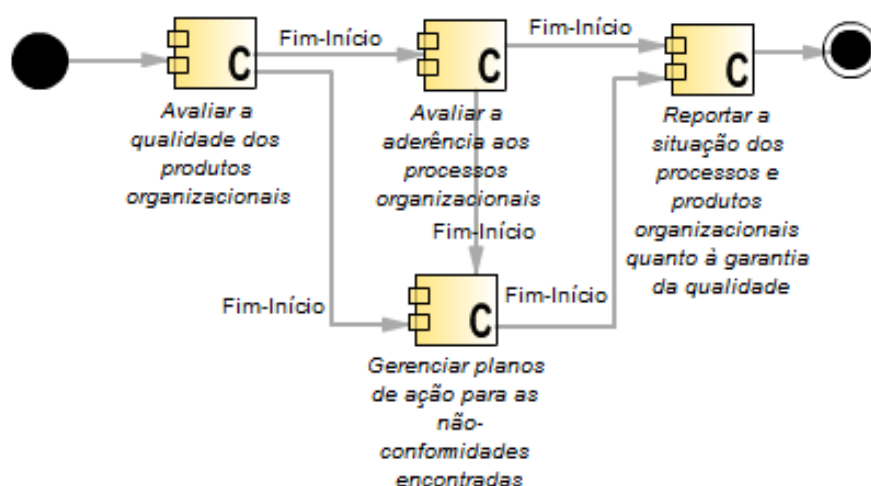 Fim-Início
Fim-Início
C
C
C
Avaliar a
qualidade dos
produtos
organizacionais
Avaliar a
aderência aos
processos
organizacionais
Reportar a
situação dos
processos e
produtos
organizacionais
quanto à garantia
da qualidade
Fim-Início
Fim-Início
Fim-Início
C
Gerenciar planos
de ação para as
não-
conformidades
encontradas